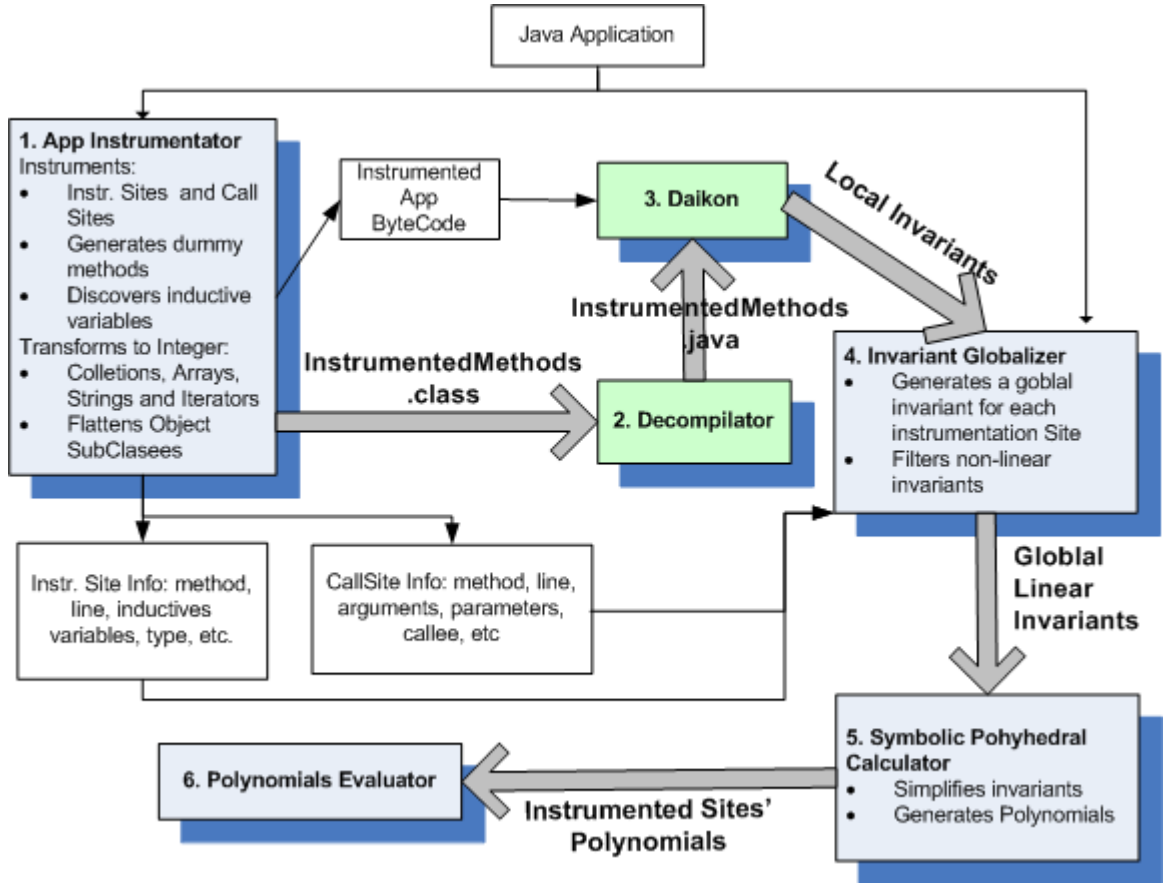 Java Application
1. App Instrumentator
Instruments:
• Instr. Sites and Call
Sites
• Generates dummy
methods
• Discovers inductive
variables
Transforms to Integer:
• Colletions, Arrays,
Strings and Iterators
• Flattens Object
SubClasees
Instrumented
App
ByteCode
3. Daikon
Local Invariants
InstrumentedMethods
.java
InstrumentedMethods
.class
2. Decompilator
4. Invariant Globalizer
• Generates a goblal
invariant for each
instrumentation Site
• Filters non-linear
invariants
Instr. Site Info: method,
line, inductives
variables, type, etc.
CallSite Info: method, line,
arguments, parameters,
callee, etc
Globlal
Linear
Invariants
5. Symbolic Pohyhedral
Calculator
• Simplifies invariants
• Generates Polynomials
6. Polynomials Evaluator
Instrumented Sites'
Polynomials